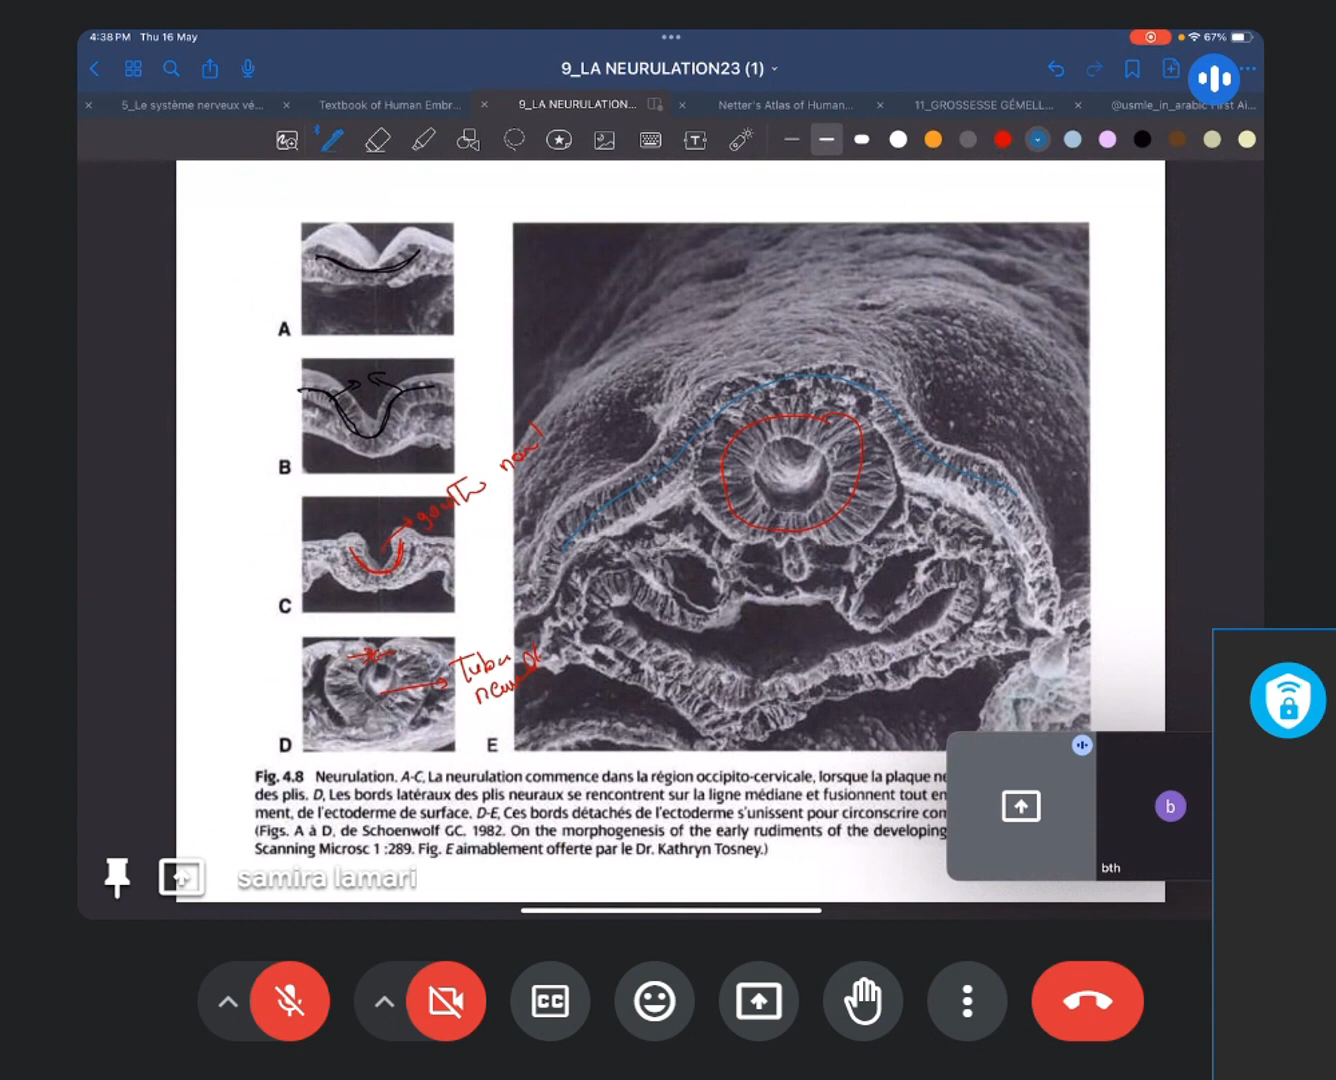 4:38 PM Thu 16 May
67%
9_LA NEURULATION23 (1)
5_Le système nerveux vé...
Textbook of Human Embr...
9_LA NEURULATION...
Netter's Atlas of Human...
11_GROSSESSE GÉMELL...
@usmle_in_arabic First Ai...
A
B
C
D
E
Tube
Fig. 4.8 Neurulation. A-C, La neurulation commence dans la région occipito-cervicale, lorsque la plaque ne
des plis. D, Les bords latéraux des plis neuraux se rencontrent sur la ligne médiane et fusionnent tout en
ment, de l'ectoderme de surface. D-E, Ces bords détachés de l'ectoderme s'unissent pour circonscrire con
(Figs. A à D, de Schoenwolf GC. 1982. On the morphogenesis of the early rudiments of the developing
Scanning Microsc 1 :289. Fig. E aimablement offerte par le Dr. Kathryn Tosney.)
samira lamari
b
bth
CC